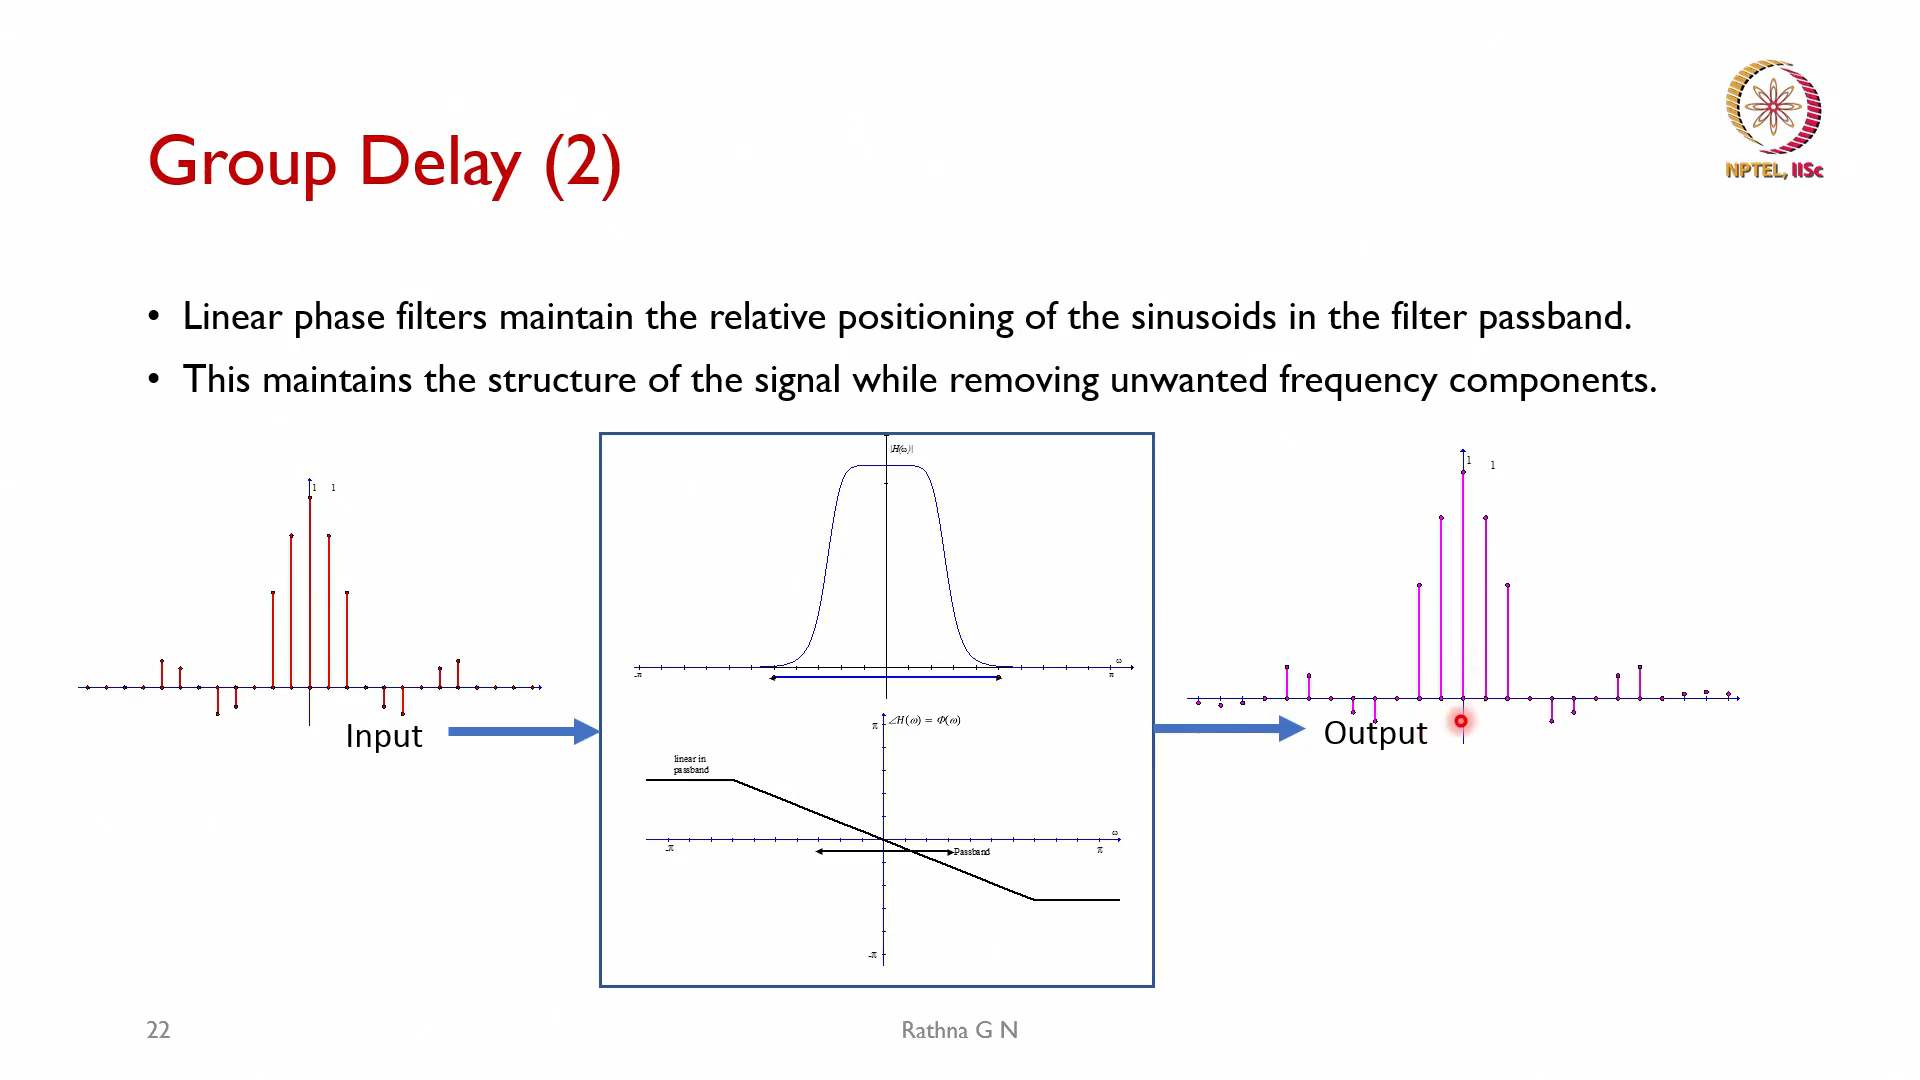 NPTEL, IISc
Group Delay (2)
• Linear phase filters maintain the relative positioning of the sinusoids in the filter passband.
• This maintains the structure of the signal while removing unwanted frequency components.
|H(ω)|
1 1
1 1
ω
-π
π
Input
Output
π
∠H(ω) = Φ(ω)
linear in
passband
ω
-π
Passband
π
-π
22
Rathna G N